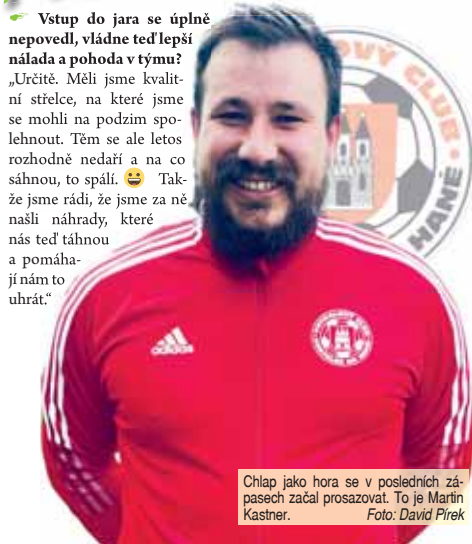 ☛ Vstup do jara se úplně
nepovedl, vládne teď lepší
nálada a pohoda v týmu?
„Určitě. Měli jsme kvalit-
ní střelce, na které jsme
se mohli na podzim spo-
lehnout. Těm se ale letos
rozhodně nedaří a na co
sáhnou, to spálí. 😀 Tak-
že jsme rádi, že jsme za ně
našli náhrady, které
nás teď táhnou
a pomáha-
jí nám to
uhrát.“
OVÝ CLUB • HANÉ
adidas
Chlap jako hora se v posledních zá-
pasech začal prosazovat. To je Martin
Kastner. Foto: David Pírek